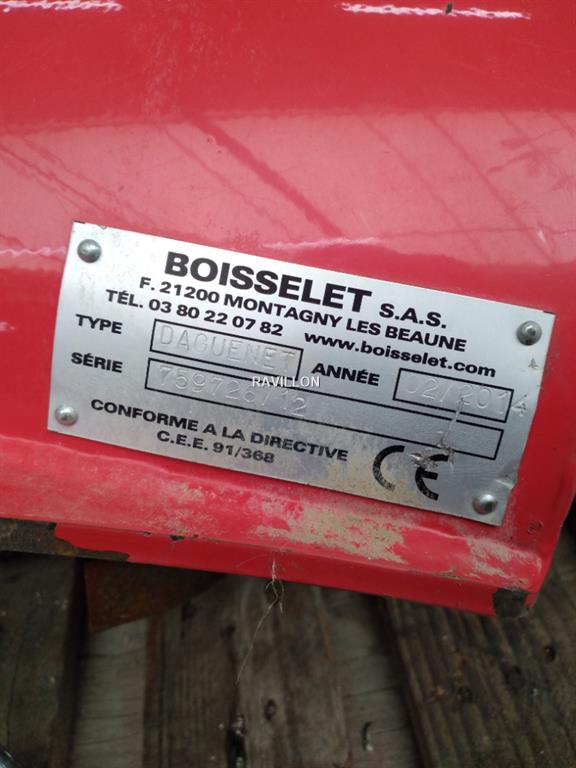 BOISSELET S.A.S.
F. 21200 MONTAGNY LES BEAUNE
TÉL. 03 80 22 07 82 www.boisselet.com
TYPE DAGUENET ANNÉE 02/2014
SÉRIE 759726/12
RAVILLON
CONFORME A LA DIRECTIVE
C.E.E. 91/368 CE